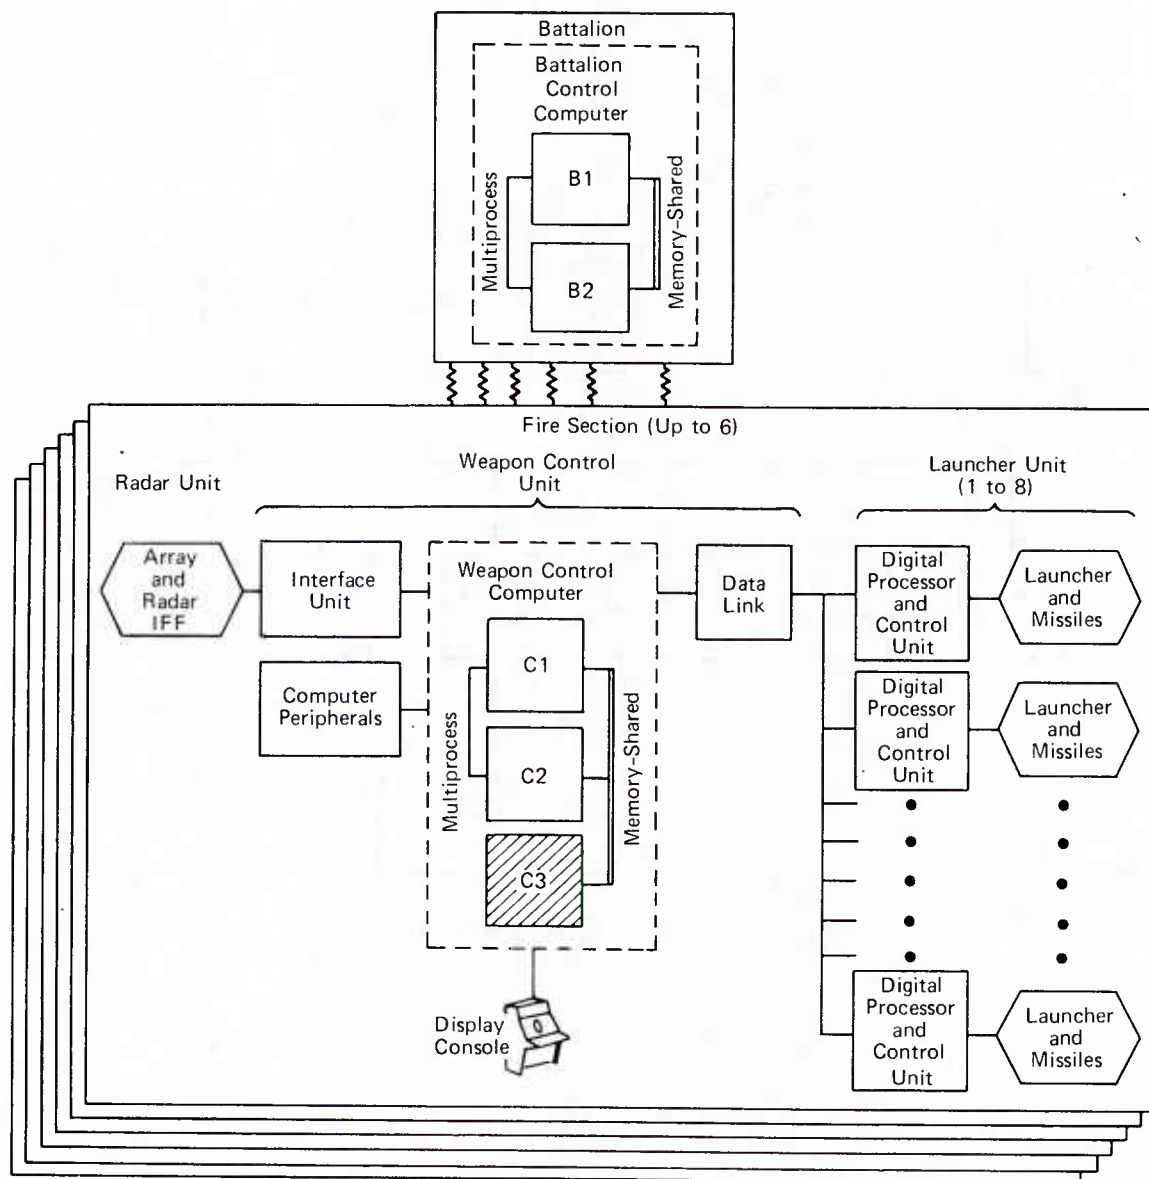 Battalion
Battalion
Control
Computer
Multiprocess
B1
B2
Memory-Shared
Fire Section (Up to 6)
Radar Unit
Weapon Control
Unit
Launcher Unit
(1 to 8)
Array
and
Radar
IFF
Interface
Unit
Computer
Peripherals
Weapon Control
Computer
Multiprocess
C1
C2
C3
Memory-Shared
Display
Console
Data
Link
Digital
Processor
and
Control
Unit
Launcher
and
Missiles
Digital
Processor
and
Control
Unit
Launcher
and
Missiles
Digital
Processor
and
Control
Unit
Launcher
and
Missiles